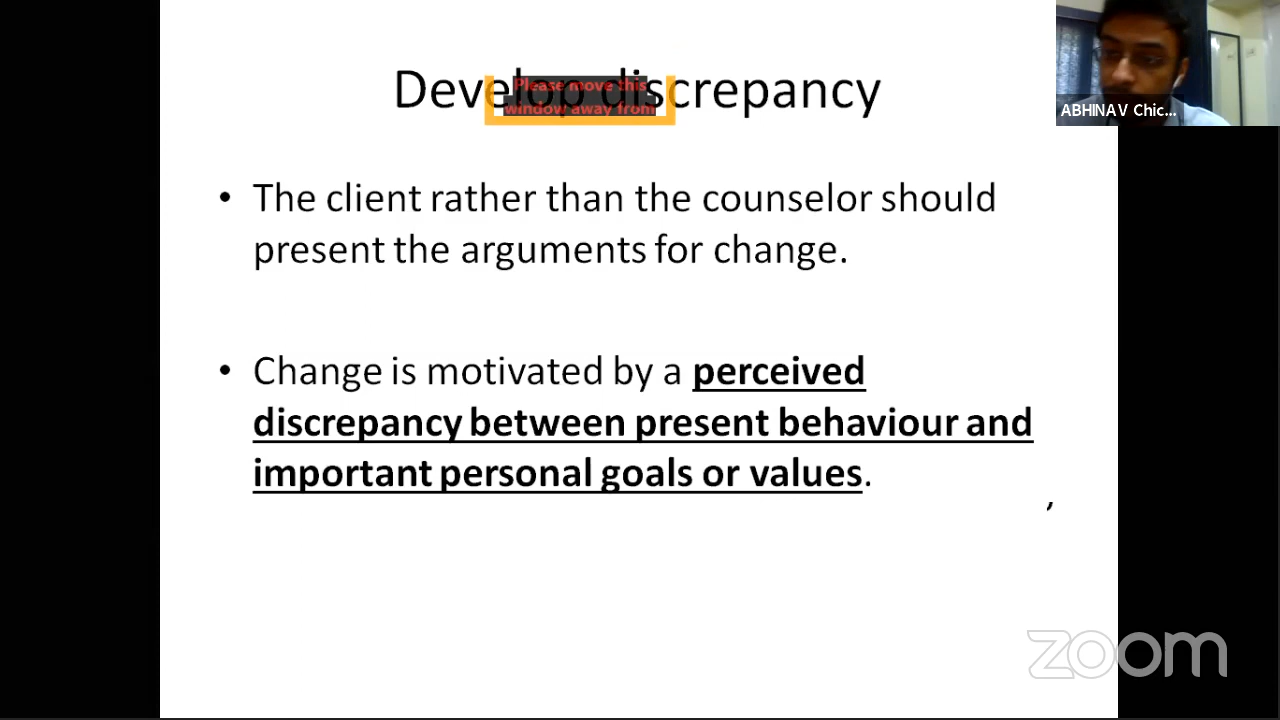 Develop discrepancy
Please move this
window away from
ABHINAV Chic...
• The client rather than the counselor should
present the arguments for change.
• Change is motivated by a perceived
discrepancy between present behaviour and
important personal goals or values.
,
zoom